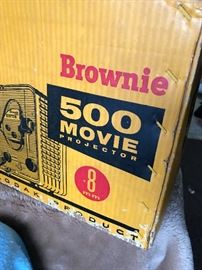 Brownie
500
MOVIE
PROJECTOR
.8
mm
KODAK PRODUCT